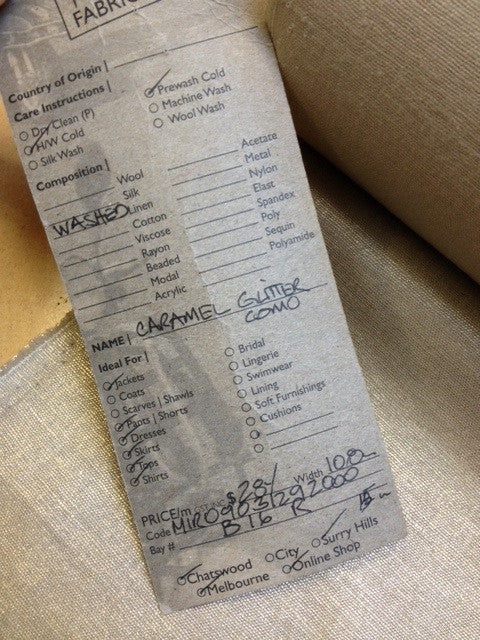 FABRIC
Country of Origin |
Care Instructions |
Dry Clean (P)
H/W Cold
Silk Wash
Prewash Cold
Machine Wash
Wool Wash
Composition |
Wool
Silk
WASHED Linen
Cotton
Viscose
Rayon
Beaded
Modal
Acrylic
Acetate
Metal
Nylon
Elast
Spandex
Poly
Sequin
Polyamide
NAME | CARAMEL GLITTER
COMO
Ideal For |
Jackets
Coats
Scarves | Shawls
Pants | Shorts
Dresses
Skirts
Tops
Shirts
Bridal
Lingerie
Swimwear
Lining
Soft Furnishings
Cushions
PRICE/m $28/ Width
Code MIR0903/292000
Bay # B16 R
Chatswood City Surry Hills
Melbourne Online Shop